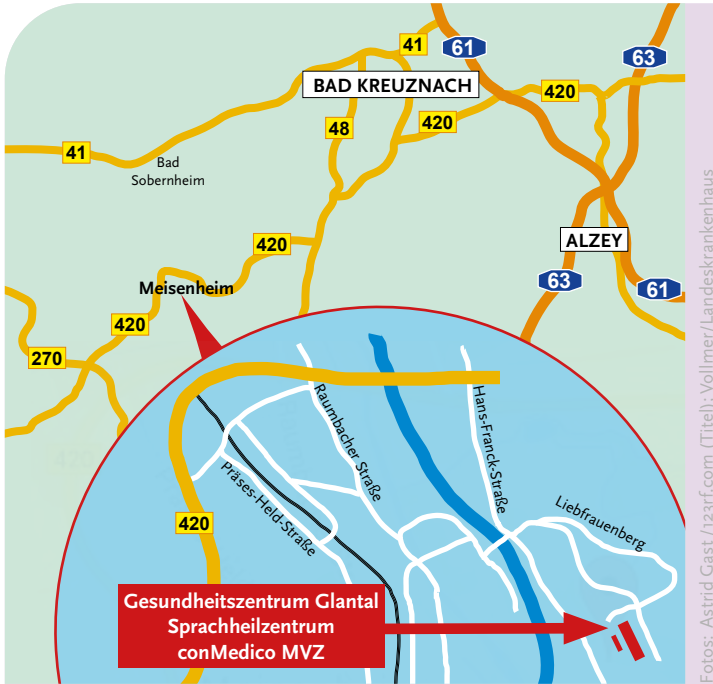 41
61
63
BAD KREUZNACH
420
420
48
41
Bad
Sobernheim
420
ALZEY
63
61
Meisenheim
420
270
Raumbacher Straße
Hans-Franck-Straße
Präses-Held-Straße
Liebfrauenberg
420
Gesundheitszentrum Glantal
Sprachheilzentrum
conMedico MVZ
Fotos: Astrid Gast /123rf.com (Titel); Vollmer/Landeskrankenhaus